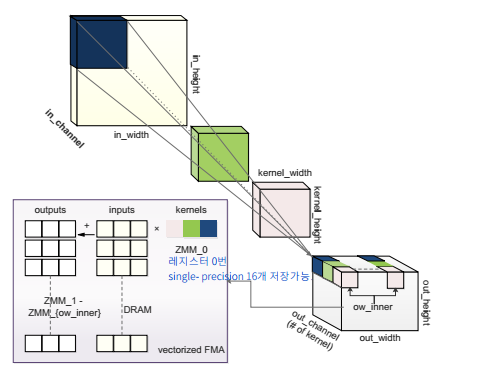 in_height
in_channel
in_width
kernel_width
kernel_height
outputs
inputs
kernels
+
×
ZMM_0
레지스터 0번
single- precision 16개 저장가능
ZMM_1 -
ZMM_{ow_inner}
DRAM
vectorized FMA
ow_inner
out_height
out_channel
(# of kernel)
out_width